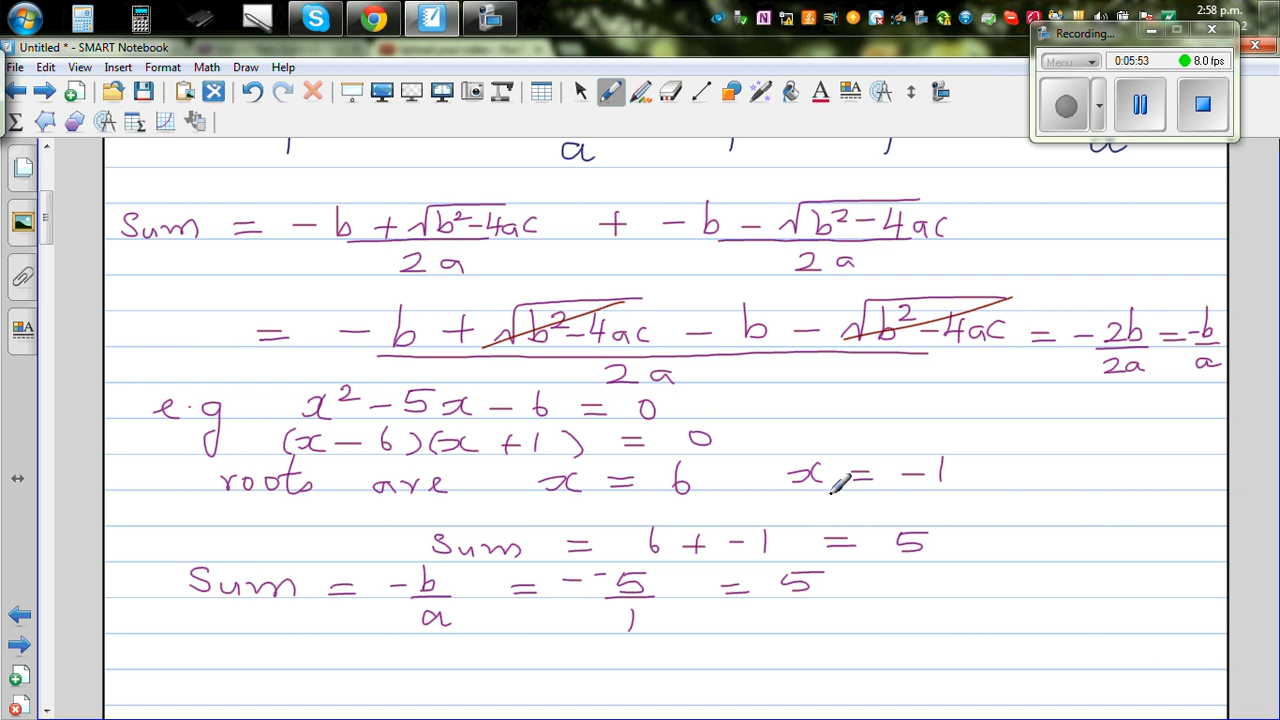 2:58 p.m.
Untitled * - SMART Notebook
Recording...
File Edit View Insert Format Math Draw Help
Menu 0:05:53 8.0 fps
a
Sum = -b + √b²-4ac / 2a + -b - √b²-4ac / 2a
= -b + √b²-4ac - b - √b²-4ac / 2a = -2b/2a = -b/a
e.g x² - 5x - 6 = 0
(x - 6)(x + 1) = 0
roots are x = 6 x = -1
Sum = 6 + -1 = 5
Sum = -b/a = --5/1 = 5